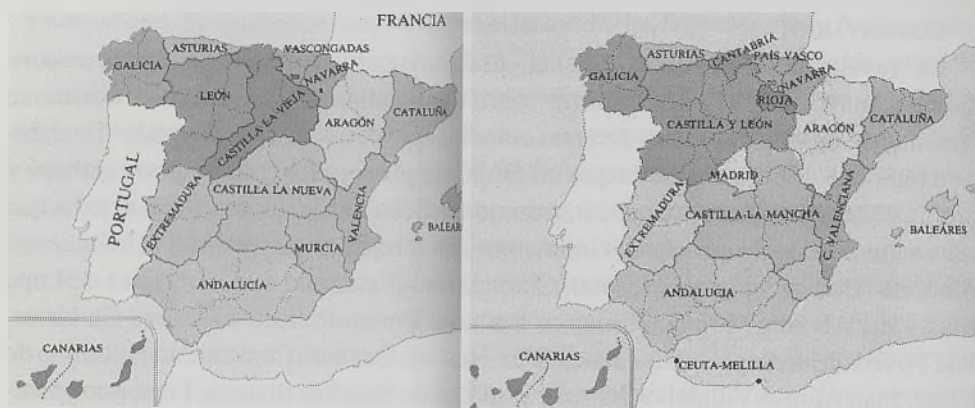 FRANCIA
ASTURIAS
VASCONGADAS
GALICIA
NAVARRA
LEÓN
CASTILLA LA VIEJA
CATALUÑA
ARAGÓN
PORTUGAL
EXTREMADURA
CASTILLA LA NUEVA
VALENCIA
BALEAR
MURCIA
ANDALUCÍA
CANARIAS
ASTURIAS
CANTABRIA
PAÍS VASCO
GALICIA
NAVARRA
RIOJA
CASTILLA Y LEÓN
CATALUÑA
ARAGÓN
MADRID
EXTREMADURA
CASTILLA-LA MANCHA
C. VALENCIANA
BALEÁRES
ANDALUCIA
CANARIAS
CEUTA-MELILLA